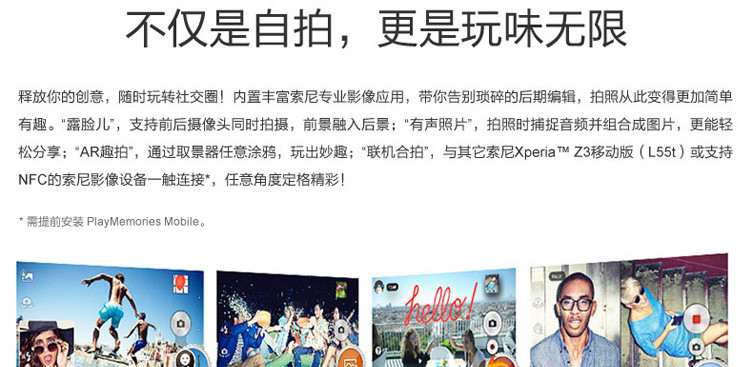 不仅是自拍，更是玩味无限
释放你的创意，随时玩转社交圈！内置丰富索尼专业影像应用，带你告别琐碎的后期编辑，拍照从此变得更加简单
有趣。“露脸儿”，支持前后摄像头同时拍摄，前景融入后景；“有声照片”，拍照时捕捉音频并组合成图片，更能轻
松分享；“AR趣拍”，通过取景器任意涂鸦，玩出妙趣；“联机合拍”，与其它索尼Xperia™ Z3移动版（L55t）或支持
NFC的索尼影像设备一触连接*，任意角度定格精彩！
* 需提前安装 PlayMemories Mobile。
hello!